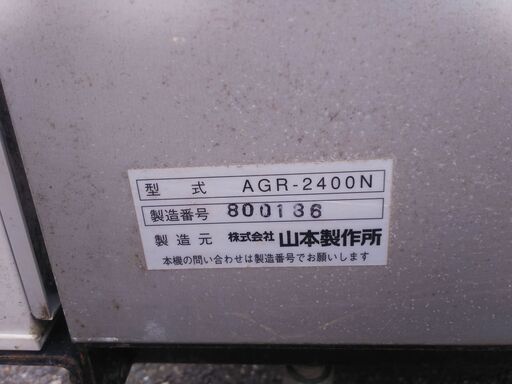 型 式 AGR-2400N
製造番号 800136
製造元 株式会社 山本製作所
本機の問い合わせは製造番号でお願いします